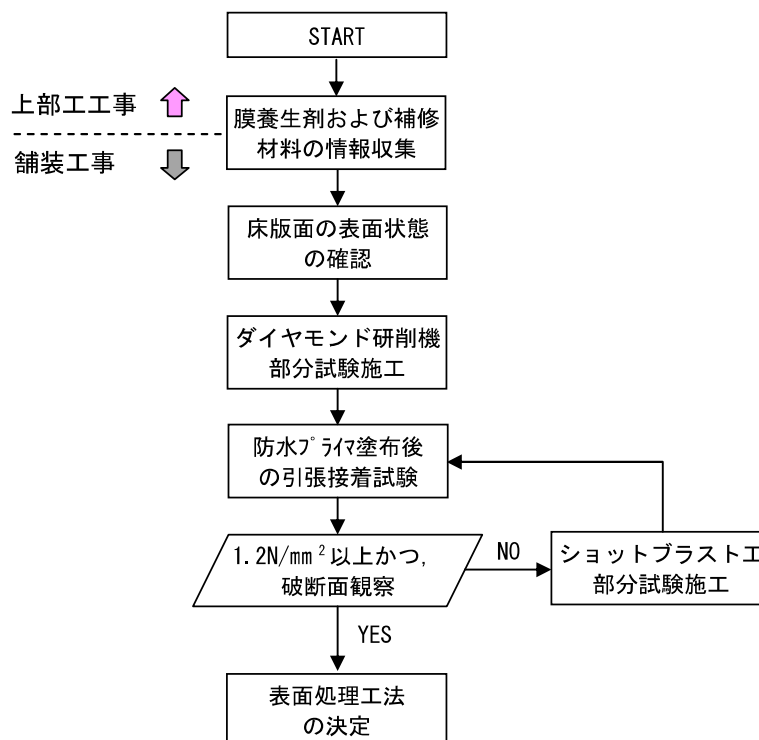 START
上部工工事
膜養生剤および補修
材料の情報収集
舗装工事
床版面の表面状態
の確認
ダイヤモンド研削機
部分試験施工
防水ﾌﾟﾗｲﾏ塗布後
の引張接着試験
1.2N/mm²以上かつ,
破断面観察
NO
ショットブラスト工
部分試験施工
YES
表面処理工法
の決定